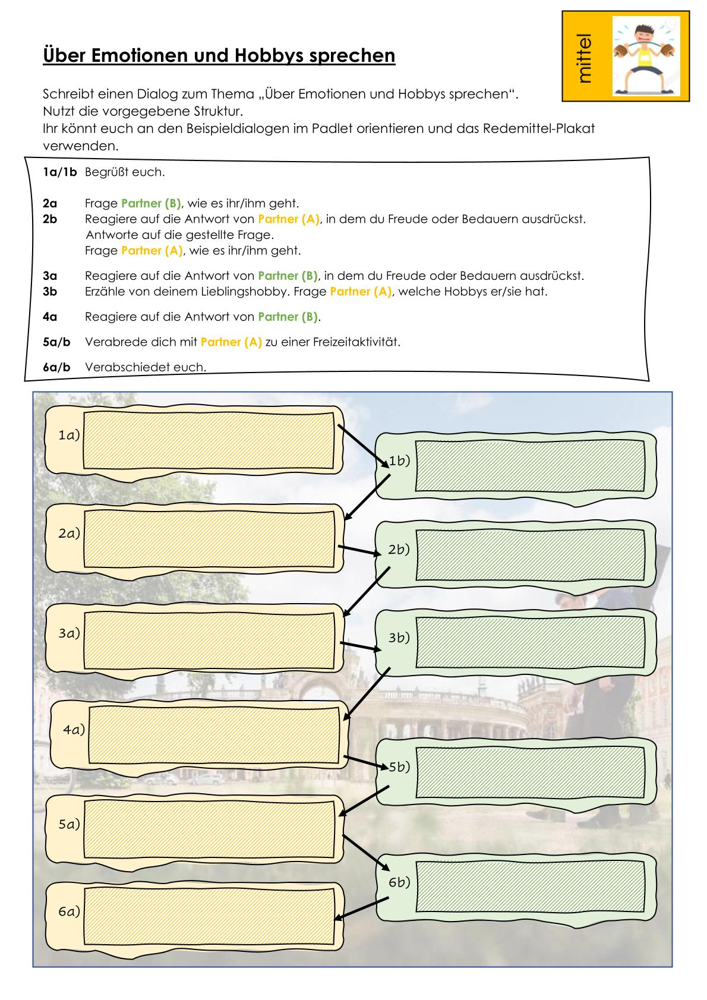 mittel
Über Emotionen und Hobbys sprechen
Schreibt einen Dialog zum Thema „Über Emotionen und Hobbys sprechen“.
Nutzt die vorgegebene Struktur.
Ihr könnt euch an den Beispieldialogen im Padlet orientieren und das Redemittel-Plakat
verwenden.
1a/1b Begrüßt euch.
2a Frage Partner (B), wie es ihr/ihm geht.
2b Reagiere auf die Antwort von Partner (A), in dem du Freude oder Bedauern ausdrückst.
Antworte auf die gestellte Frage.
Frage Partner (A), wie es ihr/ihm geht.
3a Reagiere auf die Antwort von Partner (B), in dem du Freude oder Bedauern ausdrückst.
3b Erzähle von deinem Lieblingshobby. Frage Partner (A), welche Hobbys er/sie hat.
4a Reagiere auf die Antwort von Partner (B).
5a/b Verabrede dich mit Partner (A) zu einer Freizeitaktivität.
6a/b Verabschiedet euch.
1a)
1b)
2a)
2b)
3a)
3b)
4a)
5b)
5a)
6b)
6a)